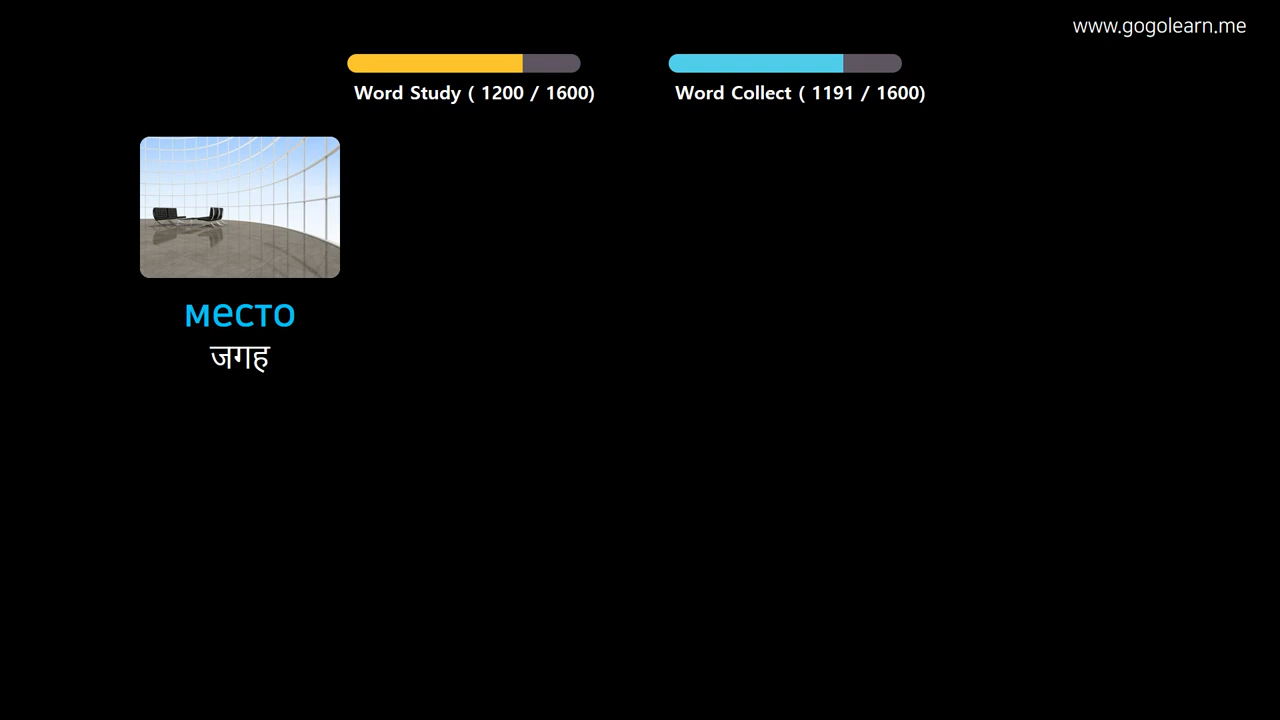 www.gogolearn.me
Word Study ( 1200 / 1600)
Word Collect ( 1191 / 1600)
место
जगह